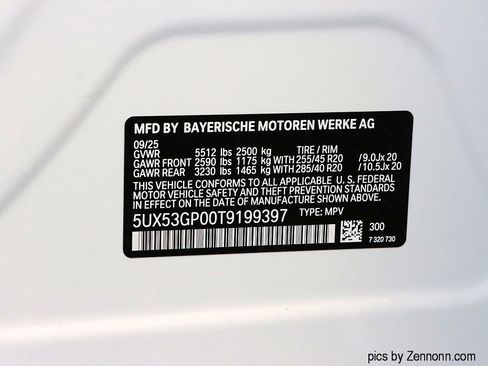 MFD BY BAYERISCHE MOTOREN WERKE AG
09/25
GVWR 5512 lbs 2500 kg TIRE / RIM
GAWR FRONT 2590 lbs 1175 kg WITH 255/45 R20 /9.0Jx 20
GAWR REAR 3230 lbs 1465 kg WITH 285/40 R20 /10.5Jx 20
THIS VEHICLE CONFORMS TO ALL APPLICABLE U.S. FEDERAL
MOTOR VEHICLE SAFETY AND THEFT PREVENTION STANDARDS
IN EFFECT ON THE DATE OF MANUFACTURE SHOWN ABOVE.
5UX53GP00T9199397 TYPE: MPV
300
7 320 730
pics by Zennonn.com